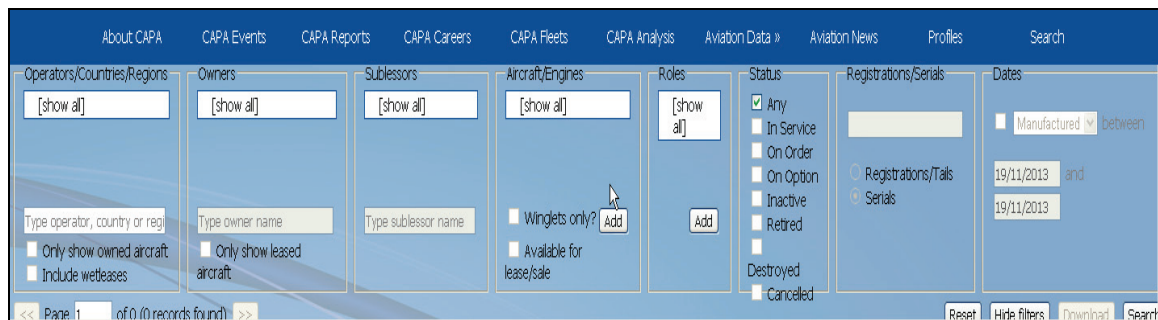 About CAPA CAPA Events CAPA Reports CAPA Careers CAPA Fleets CAPA Analysis Aviation Data » Aviation News Profiles Search
Operators/Countries/Regions Owners Sublessors Aircraft/Engines Roles Status Registrations/Serials Dates
[show all] [show all] [show all] [show all] [show
all]
Any
In Service
On Order
On Option
Inactive
Retired
Destroyed
Cancelled
Registrations/Tails
Serials
Manufactured between
19/11/2013 and
19/11/2013
Type operator, country or regi Type owner name Type sublessor name Winglets only? Add Add
Only show owned aircraft
Include wetleases
Only show leased
aircraft
Available for
lease/sale
<< Page 1 of 0 (0 records found) >> Reset Hide filters Download Search